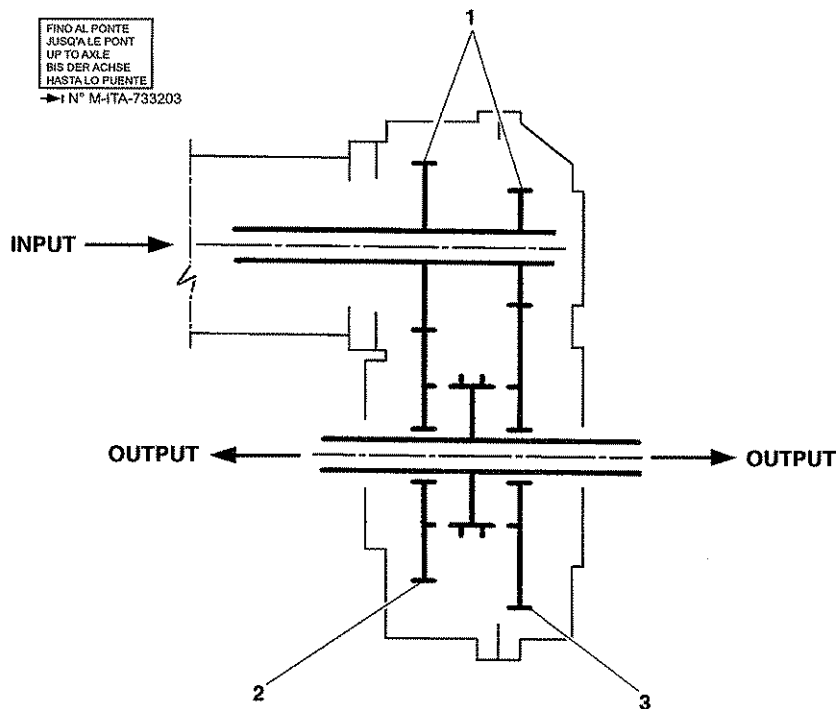 FINO AL PONTE
JUSQ'A LE PONT
UP TO AXLE
BIS DER ACHSE
HASTA LO PUENTE
N° M-ITA-733203
1
INPUT
OUTPUT
OUTPUT
2
3